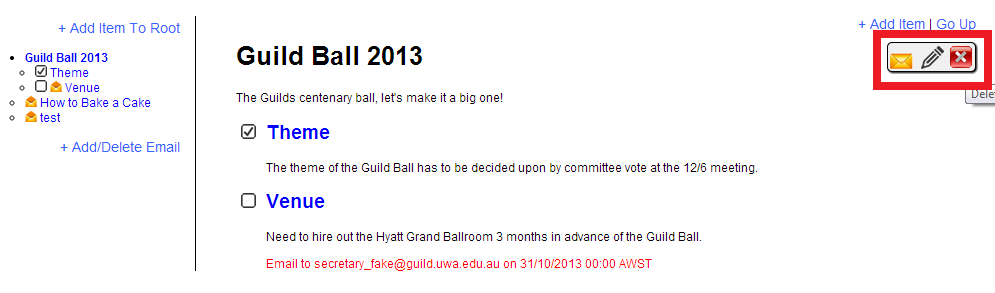 + Add Item To Root
Guild Ball 2013
Theme
Venue
How to Bake a Cake
test
+ Add/Delete Email
+ Add Item | Go Up
Guild Ball 2013
The Guilds centenary ball, let's make it a big one!
Theme
The theme of the Guild Ball has to be decided upon by committee vote at the 12/6 meeting.
Venue
Need to hire out the Hyatt Grand Ballroom 3 months in advance of the Guild Ball.
Email to secretary_fake@guild.uwa.edu.au on 31/10/2013 00:00 AWST